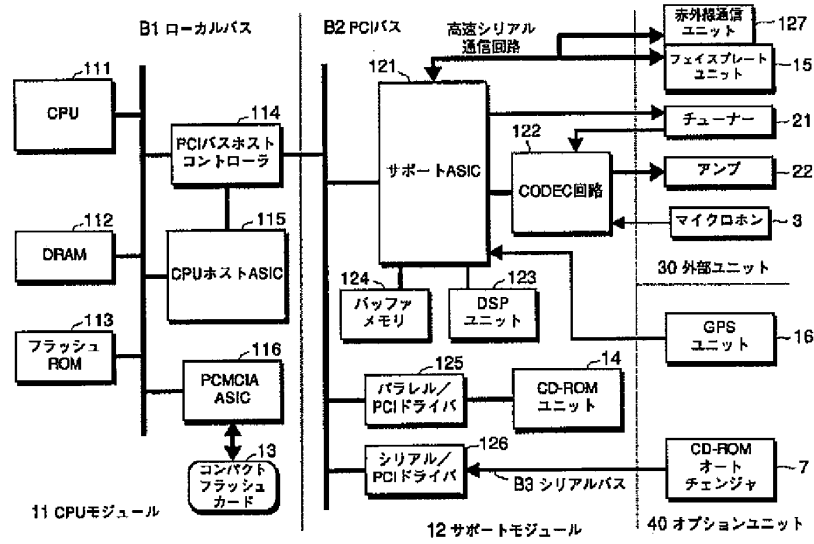 B1 ローカルバス
B2 PCIバス
高速シリアル
通信回路
赤外線通信
ユニット
127
フェイスプレート
ユニット
15
111
CPU
114
PCIバスホスト
コントローラ
115
CPUホストASIC
112
DRAM
113
フラッシュ
ROM
116
PCMCIA
ASIC
13
コンパクト
フラッシュ
カード
11 CPUモジュール
121
サポートASIC
122
CODEC回路
チューナー
21
アンプ
22
マイクロホン
3
30 外部ユニット
124
バッファ
メモリ
123
DSP
ユニット
GPS
ユニット
16
125
パラレル/
PCIドライバ
14
CD-ROM
ユニット
126
シリアル/
PCIドライバ
B3 シリアルバス
CD-ROM
オート
チェンジャ
7
12 サポートモジュール
40 オプションユニット